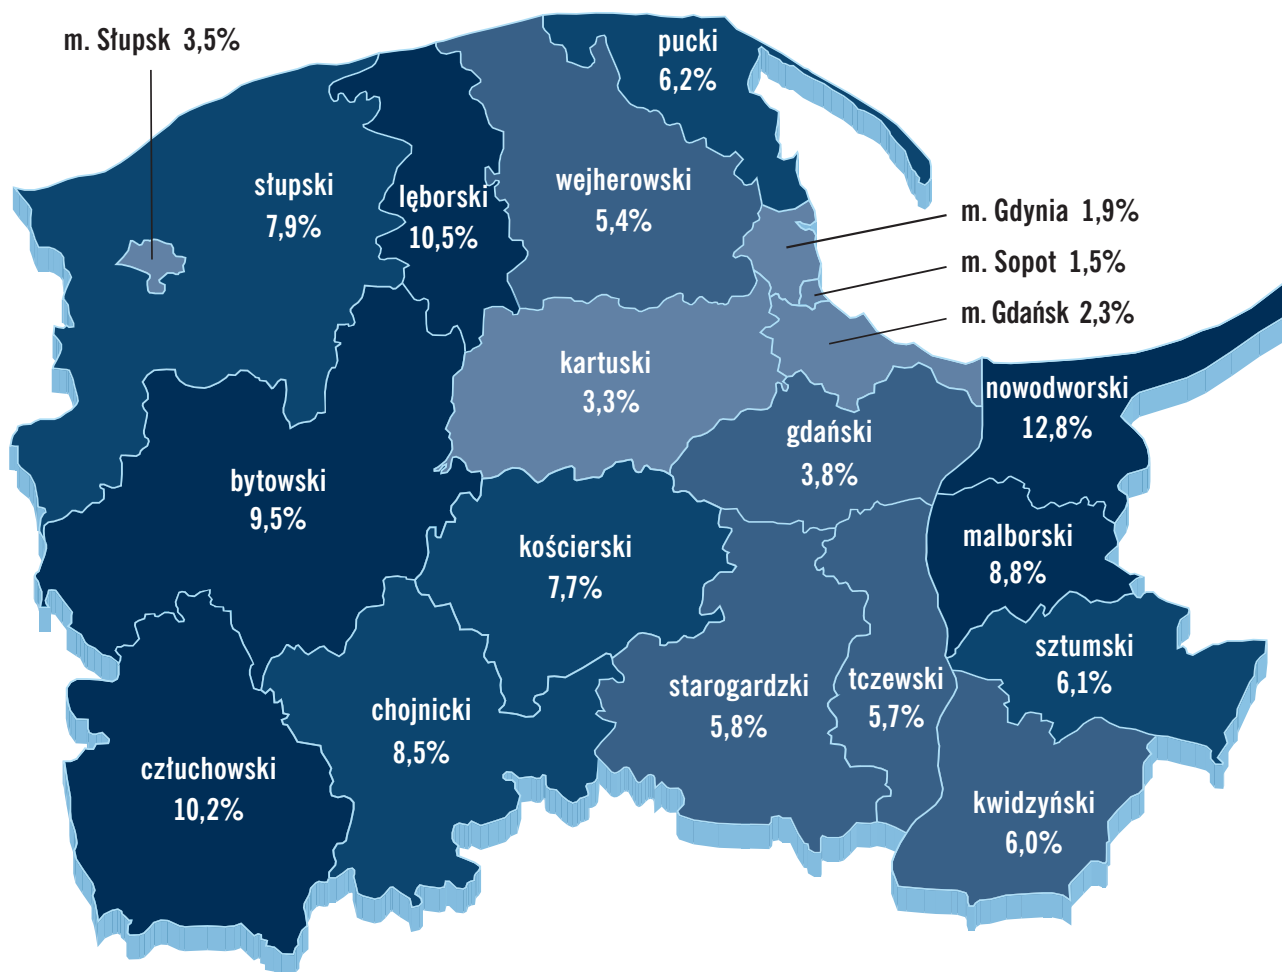 m. Słupsk 3,5%
pucki
6,2%
słupski
7,9%
lęborski
10,5%
wejherowski
5,4%
m. Gdynia 1,9%
m. Sopot 1,5%
m. Gdańsk 2,3%
kartuski
3,3%
nowodworski
12,8%
gdański
3,8%
bytowski
9,5%
kościerski
7,7%
malborski
8,8%
sztumski
6,1%
starogardzki
5,8%
tczewski
5,7%
chojnicki
8,5%
człuchowski
10,2%
kwidzyński
6,0%